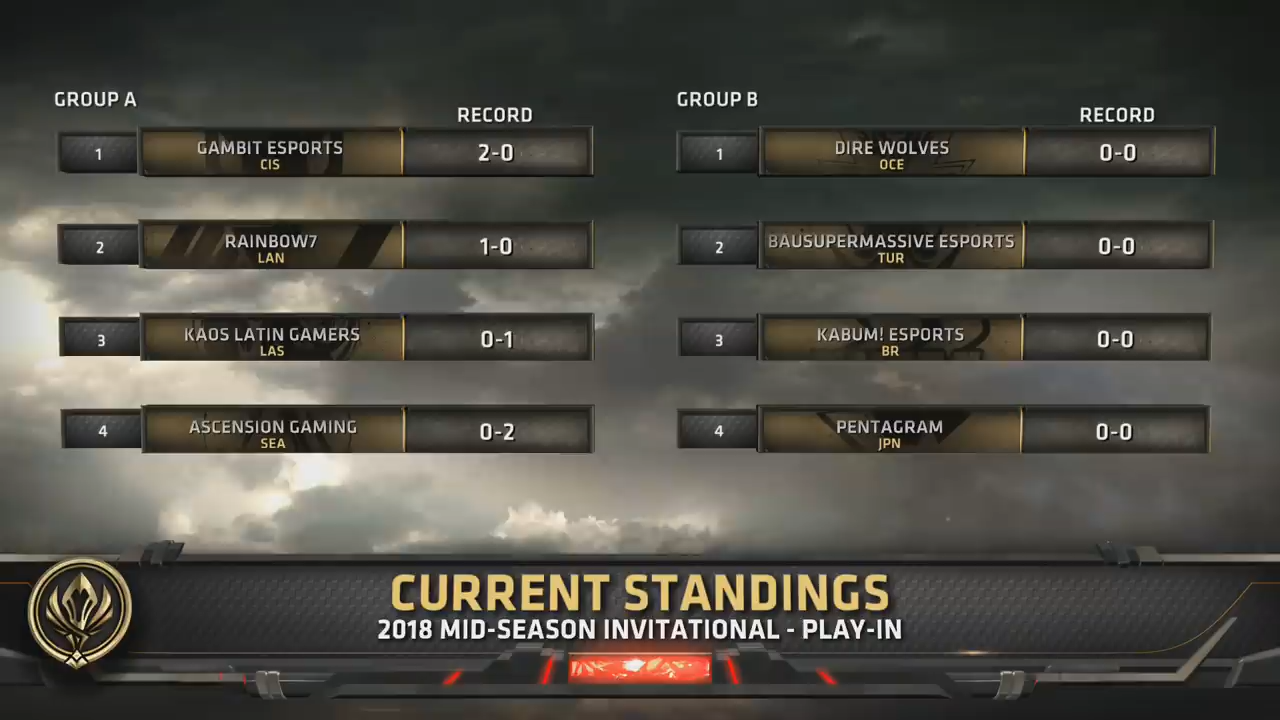 GROUP A
RECORD
1 GAMBIT ESPORTS 2-0
CIS
2 RAINBOW7 1-0
LAN
3 KAOS LATIN GAMERS 0-1
LAS
4 ASCENSION GAMING 0-2
SEA
GROUP B
RECORD
1 DIRE WOLVES 0-0
OCE
2 BAUSUPERMASSIVE ESPORTS 0-0
TUR
3 KABUM! ESPORTS 0-0
BR
4 PENTAGRAM 0-0
JPN
CURRENT STANDINGS
2018 MID-SEASON INVITATIONAL - PLAY-IN